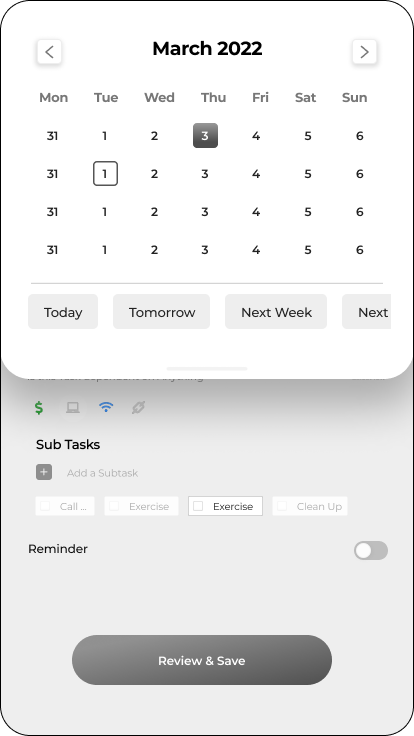 March 2022
Mon Tue Wed Thu Fri Sat Sun
31 1 2 3 4 5 6
31 1 2 3 4 5 6
31 1 2 3 4 5 6
31 1 2 3 4 5 6
Today Tomorrow Next Week Next
$
Sub Tasks
+ Add a Subtask
Call ... Exercise Exercise Clean Up
Reminder
Review & Save